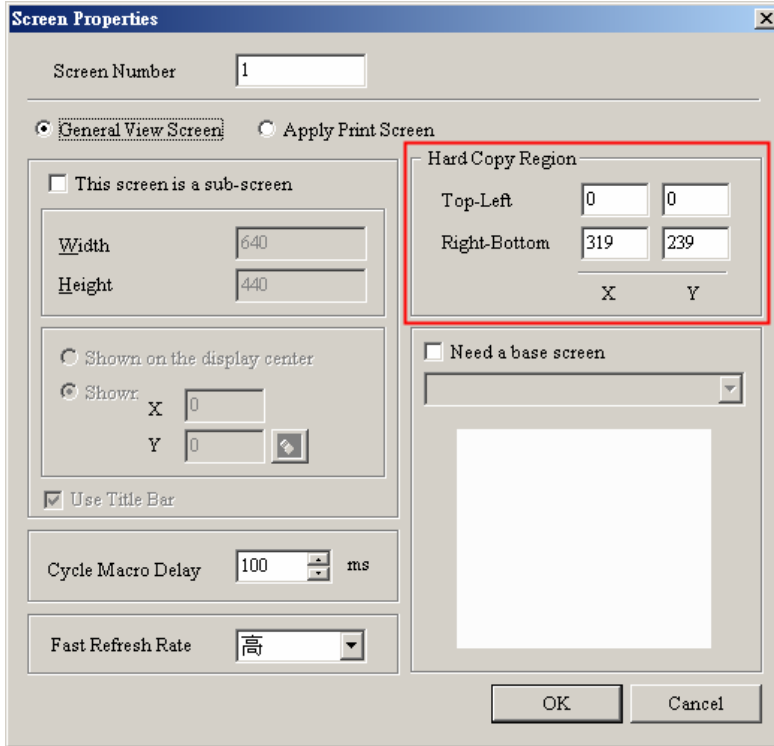 Screen Properties
Screen Number 1
General View Screen Apply Print Screen
This screen is a sub-screen
Width 640
Height 440
Shown on the display center
Shown
X 0
Y 0
Use Title Bar
Cycle Macro Delay 100 ms
Fast Refresh Rate 高
Hard Copy Region
Top-Left 0 0
Right-Bottom 319 239
X Y
Need a base screen
OK Cancel